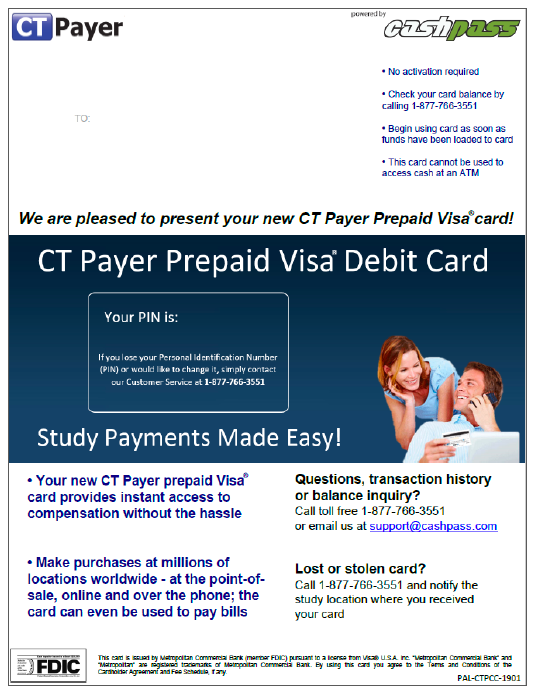 CT Payer
powered by
cashpass
• No activation required
• Check your card balance by
calling 1-877-766-3551
• Begin using card as soon as
funds have been loaded to card
• This card cannot be used to
access cash at an ATM
TO:
We are pleased to present your new CT Payer Prepaid Visa® card!
CT Payer Prepaid Visa® Debit Card
Your PIN is:
If you lose your Personal Identification Number
(PIN) or would like to change it, simply contact
our Customer Service at 1-877-766-3551
Study Payments Made Easy!
• Your new CT Payer prepaid Visa®
card provides instant access to
compensation without the hassle
• Make purchases at millions of
locations worldwide - at the point-of-
sale, online and over the phone; the
card can even be used to pay bills
Questions, transaction history
or balance inquiry?
Call toll free 1-877-766-3551
or email us at support@cashpass.com
Lost or stolen card?
Call 1-877-766-3551 and notify the
study location where you received
your card
FDIC
This card is issued by Metropolitan Commercial Bank (member FDIC) pursuant to a license from Visa® U.S.A. Inc. "Metropolitan Commercial Bank" and
"Metropolitan" are registered trademarks of Metropolitan Commercial Bank. By using this card you agree to the Terms and Conditions of the
Cardholder Agreement and Fee Schedule, if any.
PAL-CTPCC-1901